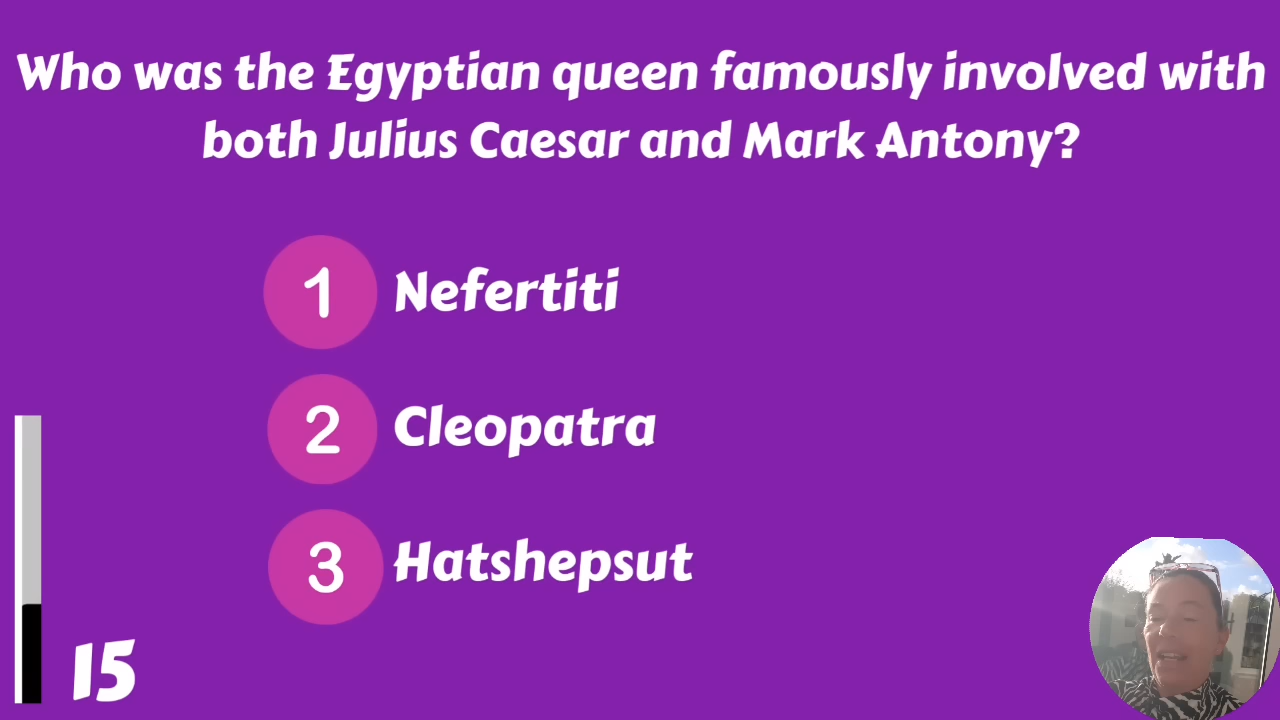 Who was the Egyptian queen famously involved with
both Julius Caesar and Mark Antony?
1 Nefertiti
2 Cleopatra
3 Hatshepsut
15